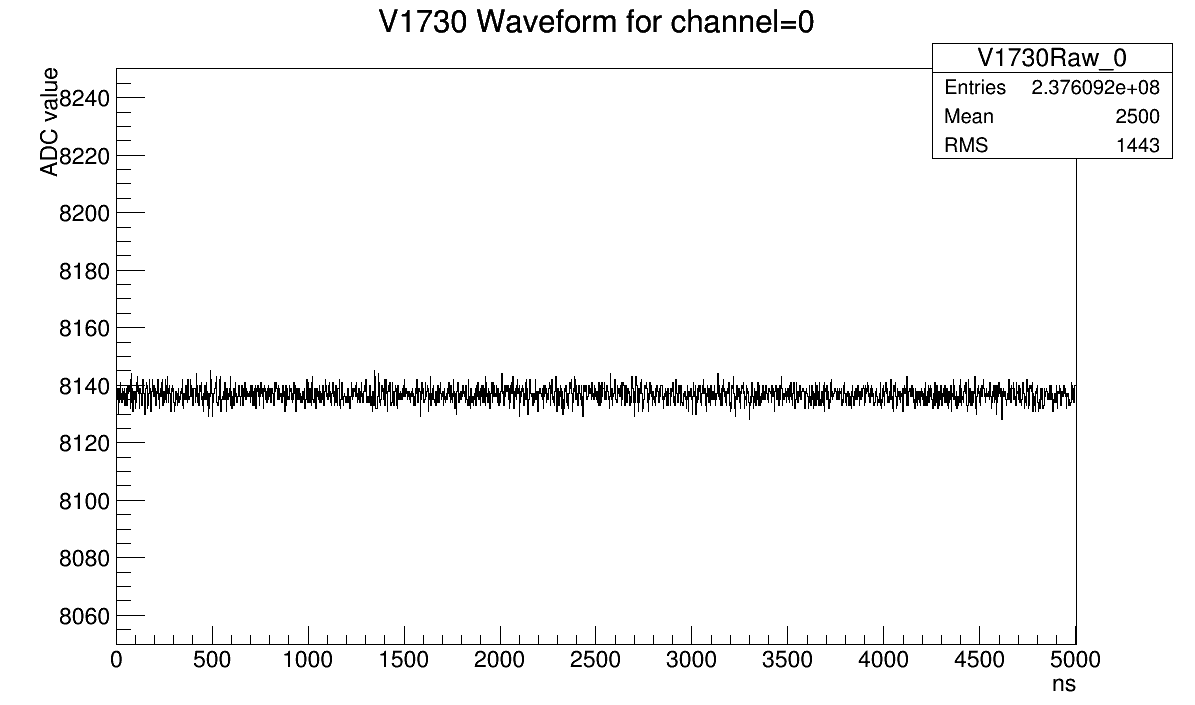 V1730 Waveform for channel=0
V1730Raw_0
Entries 2.376092e+08
Mean 2500
RMS 1443
ADC value
8240
8220
8200
8180
8160
8140
8120
8100
8080
8060
0 500 1000 1500 2000 2500 3000 3500 4000 4500 5000
ns